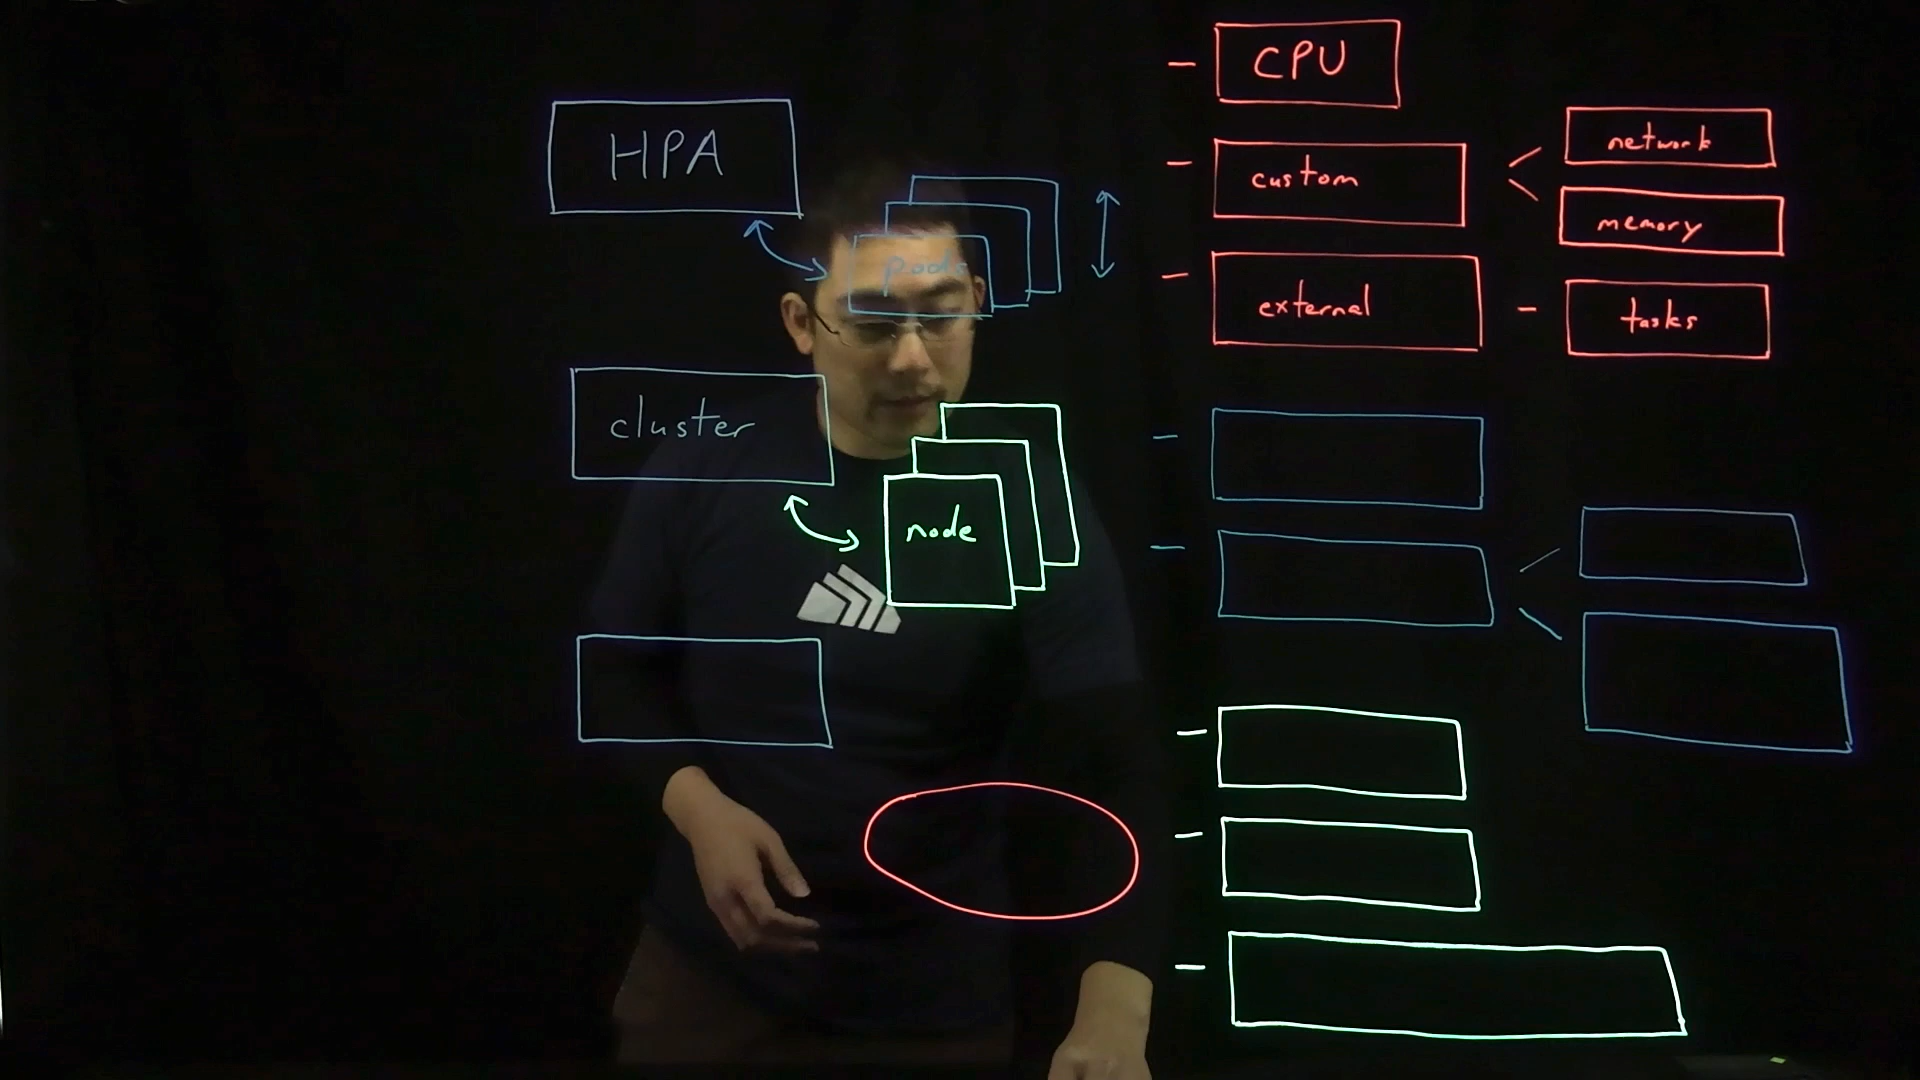 HPA
pods
cluster
node
CPU
custom
network
memory
external
tasks